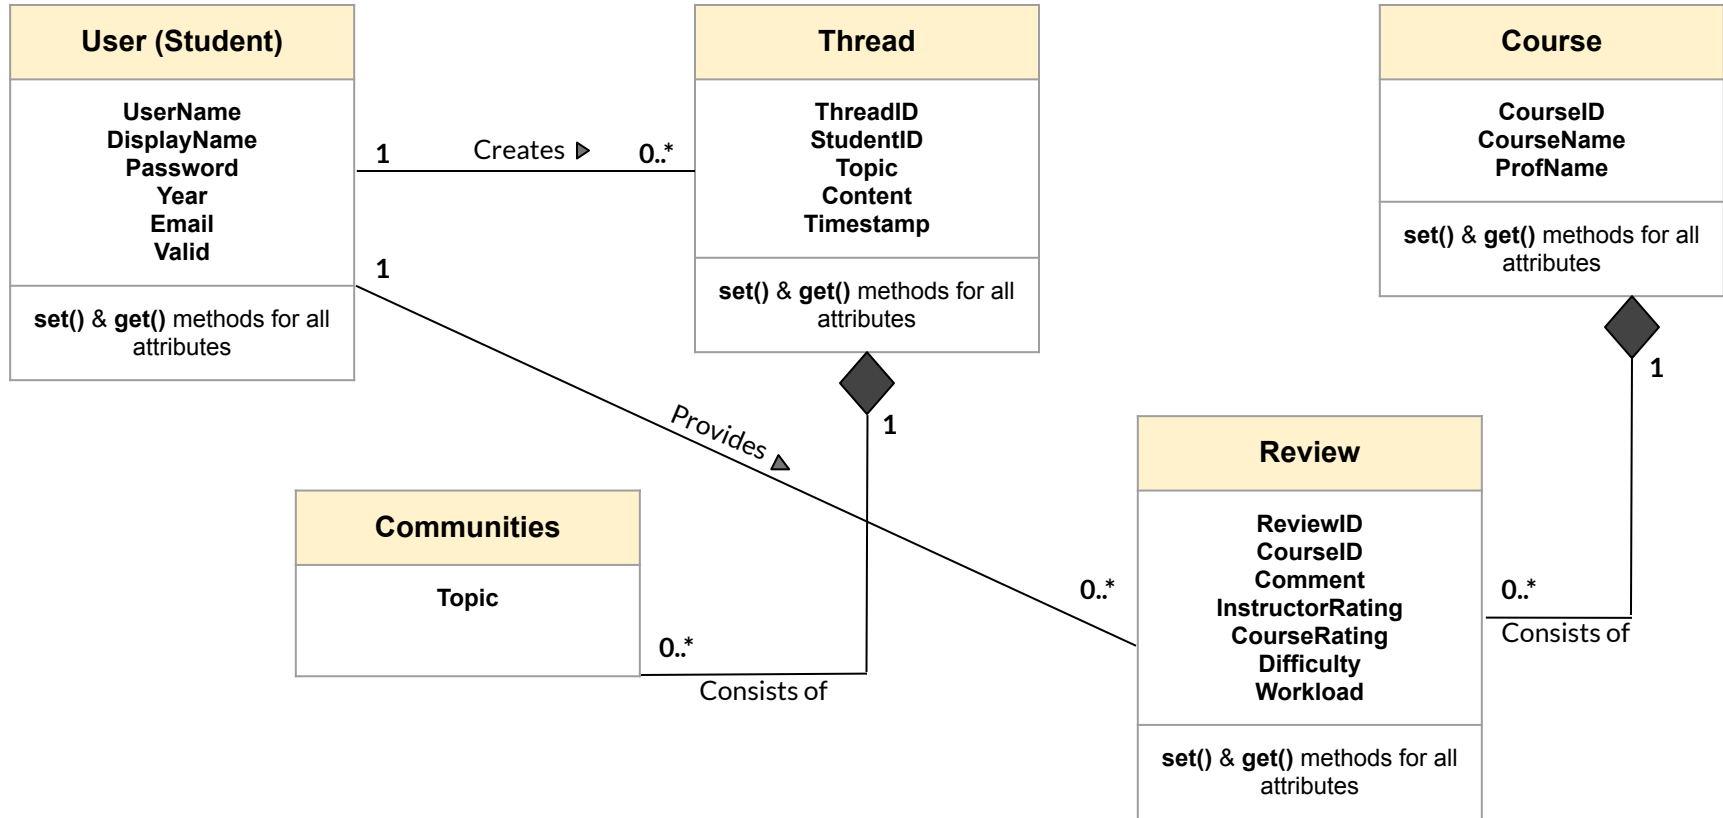 User (Student)
UserName
DisplayName
Password
Year
Email
Valid
set() & get() methods for all
attributes
1
Creates
0..*
1
Provides
0..*
Thread
ThreadID
StudentID
Topic
Content
Timestamp
set() & get() methods for all
attributes
1
Communities
Topic
0..*
Consists of
Course
CourseID
CourseName
ProfName
set() & get() methods for all
attributes
1
Review
ReviewID
CourseID
Comment
InstructorRating
CourseRating
Difficulty
Workload
set() & get() methods for all
attributes
0..*
Consists of